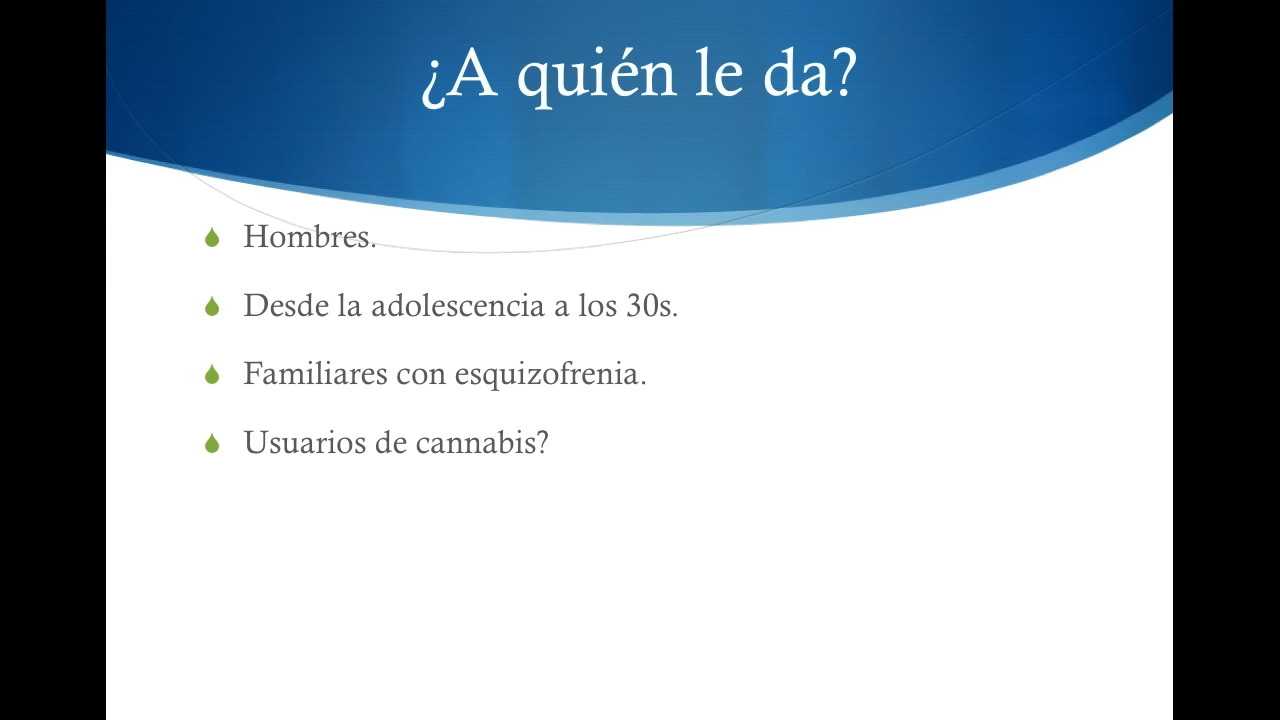 ¿A quién le da?
Hombres.
Desde la adolescencia a los 30s.
Familiares con esquizofrenia.
Usuarios de cannabis?